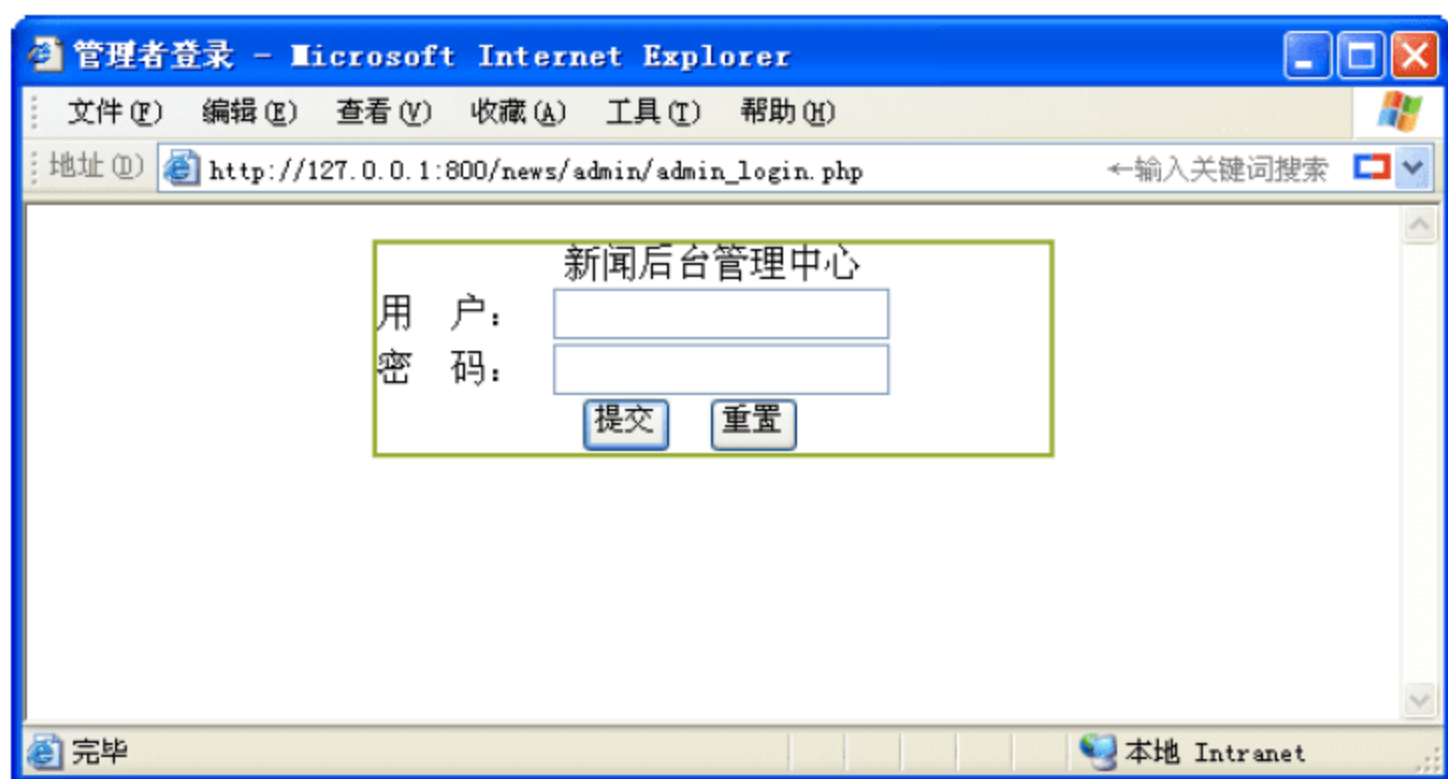 管理者登录 - Microsoft Internet Explorer
文件(F) 编辑(E) 查看(V) 收藏(A) 工具(T) 帮助(H)
地址(D) http://127.0.0.1:800/news/admin/admin_login.php ←输入关键词搜索
新闻后台管理中心
用 户：
密 码：
提交 重置
完毕 本地 Intranet